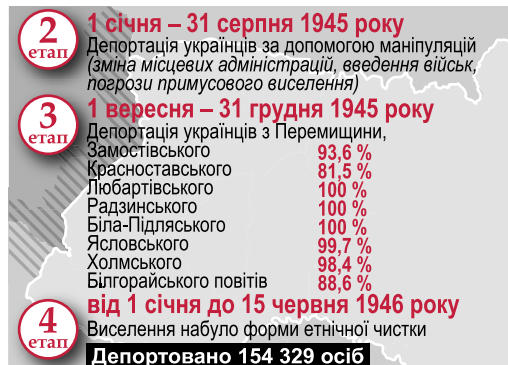 2
етап
1 січня – 31 серпня 1945 року
Депортація українців за допомогою маніпуляцій
(зміна місцевих адміністрацій, введення військ,
погрози примусового виселення)
3
етап
1 вересня – 31 грудня 1945 року
Депортація українців з Перемищини,
Замостівського 93,6 %
Красноставського 81,5 %
Любартівського 100 %
Радзинського 100 %
Біла-Підляського 100 %
Ясловського 99,7 %
Холмського 98,4 %
Білгорайського повітів 88,6 %
4
етап
від 1 січня до 15 червня 1946 року
Виселення набуло форми етнічної чистки
Депортовано 154 329 осіб